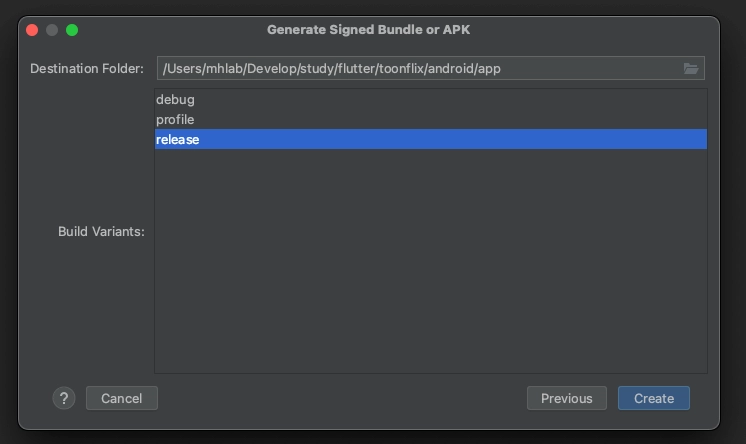 Generate Signed Bundle or APK
Destination Folder: /Users/mhlab/Develop/study/flutter/toonflix/android/app
debug
profile
release
Build Variants:
? Cancel Previous Create